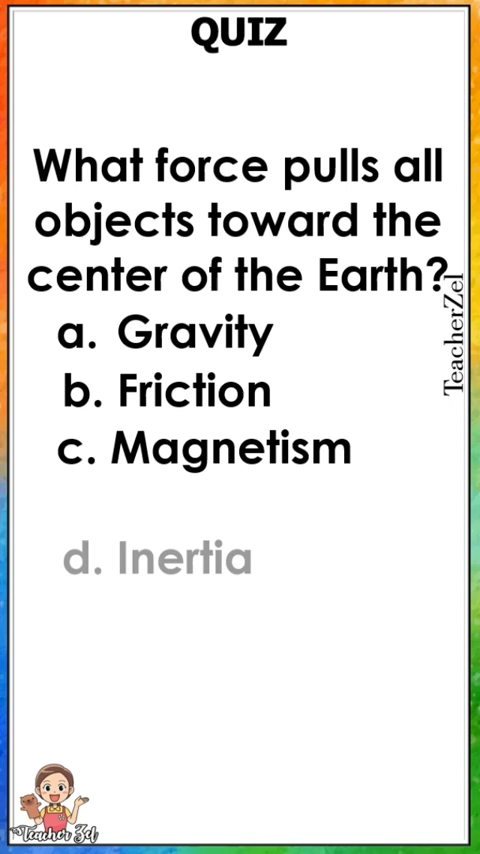 QUIZ
What force pulls all
objects toward the
center of the Earth?
a. Gravity
b. Friction
c. Magnetism
d. Inertia
TeacherZel
Teacher Zel